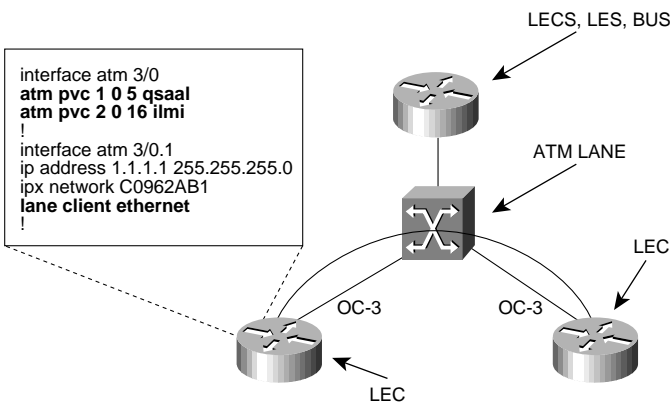 LECS, LES, BUS
interface atm 3/0
atm pvc 1 0 5 qsaal
atm pvc 2 0 16 ilmi
!
interface atm 3/0.1
ip address 1.1.1.1 255.255.255.0
ipx network C0962AB1
lane client ethernet
!
ATM LANE
LEC
OC-3
OC-3
LEC